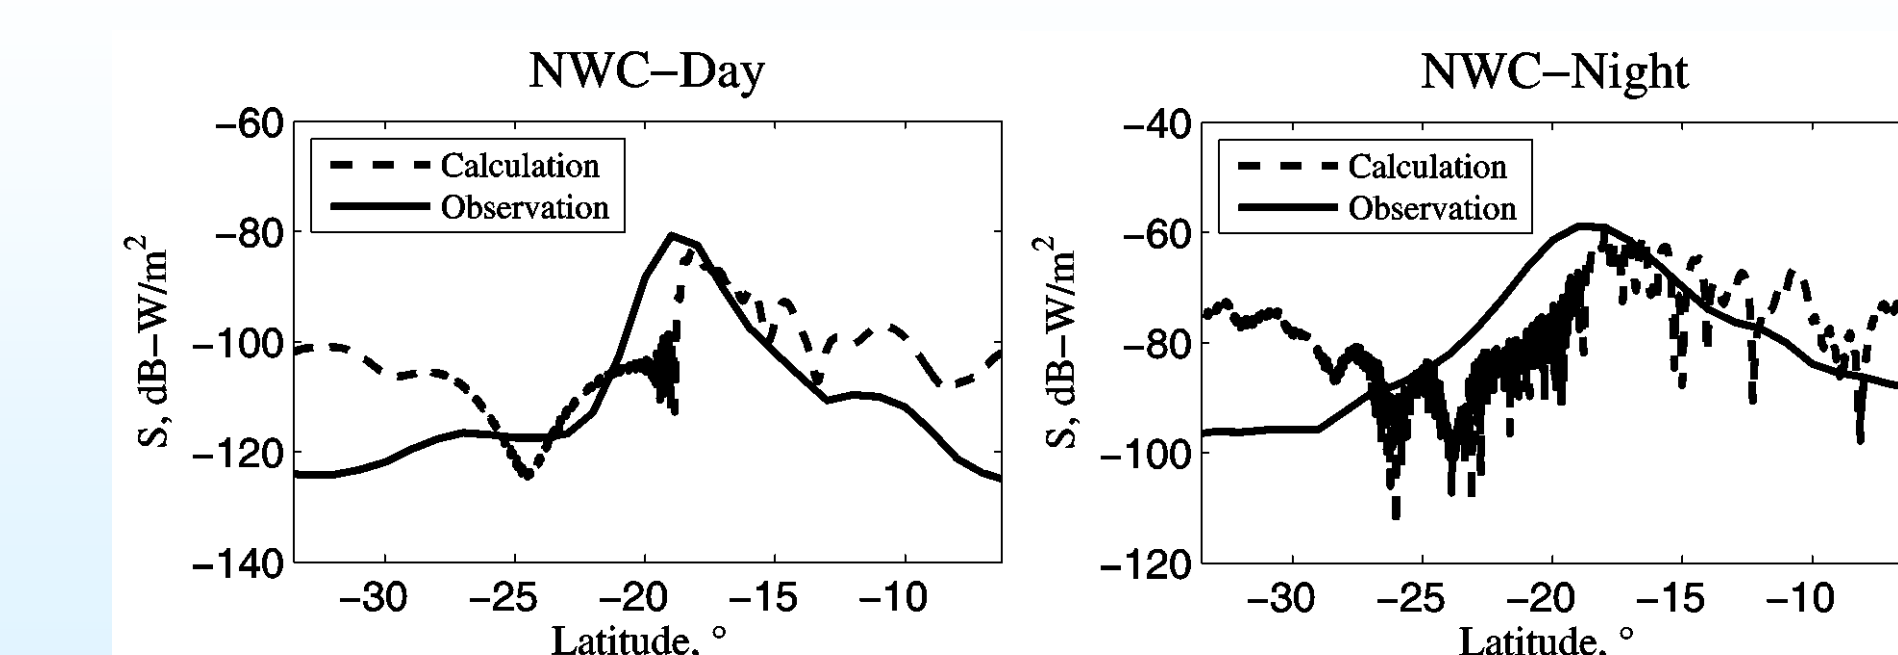 NWC–Day
−60
−80
−100
−120
−140
S, dB−W/m²
Calculation
Observation
−30 −25 −20 −15 −10
Latitude, °
NWC–Night
−40
−60
−80
−100
−120
S, dB−W/m²
Calculation
Observation
−30 −25 −20 −15 −10
Latitude, °